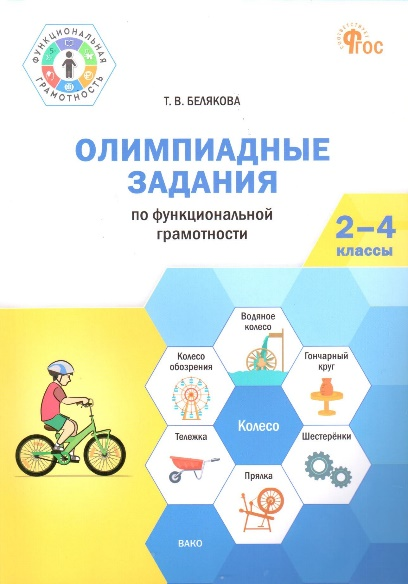 ФУНКЦИОНАЛЬНАЯ
ГРАМОТНОСТЬ
СООТВЕТСТВУЕТ
ФГОС
Т. В. БЕЛЯКОВА
ОЛИМПИАДНЫЕ
ЗАДАНИЯ
по функциональной
грамотности
2–4
классы
Водяное
колесо
Колесо
обозрения
Гончарный
круг
Колесо
Тележка
Шестерёнки
Прялка
ВАКО